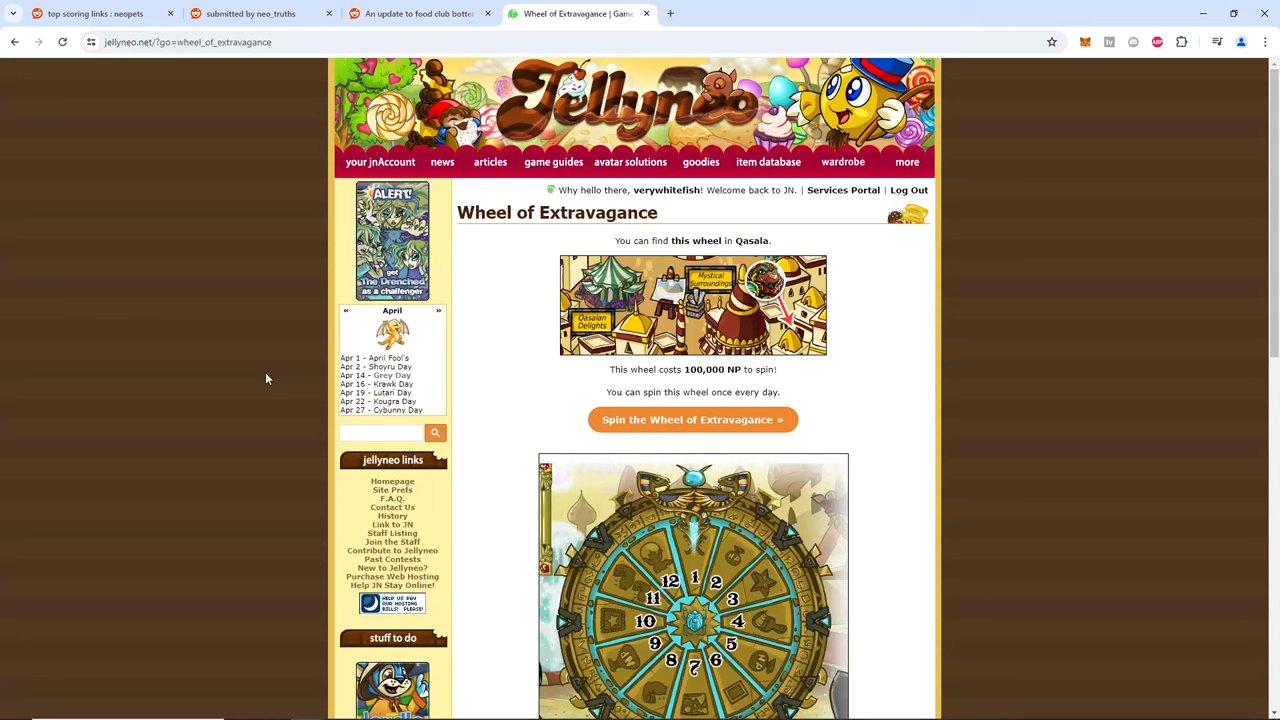 top scoring links : neopets
submitted by neo_truths
An update to food club botter
Wheel of Extravagance | Game
jellyneo.net/?go=wheel_of_extravagance
Jellyneo
your jnAccount
news
articles
game guides
avatar solutions
goodies
item database
wardrobe
more
Why hello there, verywhitefish! Welcome back to JN. | Services Portal | Log Out
ALERT!
get
The Drenched
as a challenger
« April »
Apr 1 - April Fool's
Apr 2 - Shoyru Day
Apr 14 - Grey Day
Apr 16 - Krawk Day
Apr 19 - Lutari Day
Apr 22 - Kougra Day
Apr 27 - Cybunny Day
jellyneo links
Homepage
Site Prefs
F.A.Q.
Contact Us
History
Link to JN
Staff Listing
Join the Staff
Contribute to Jellyneo
Past Contests
New to Jellyneo?
Purchase Web Hosting
Help JN Stay Online!
HELP US PAY
OUR HOSTING
BILLS! PLEASE!
stuff to do
Wheel of Extravagance
You can find this wheel in Qasala.
Mystical
Surroundings
Qasalan
Delights
This wheel costs 100,000 NP to spin!
You can spin this wheel once every day.
Spin the Wheel of Extravagance »
1
2
3
4
5
6
7
8
9
10
11
12